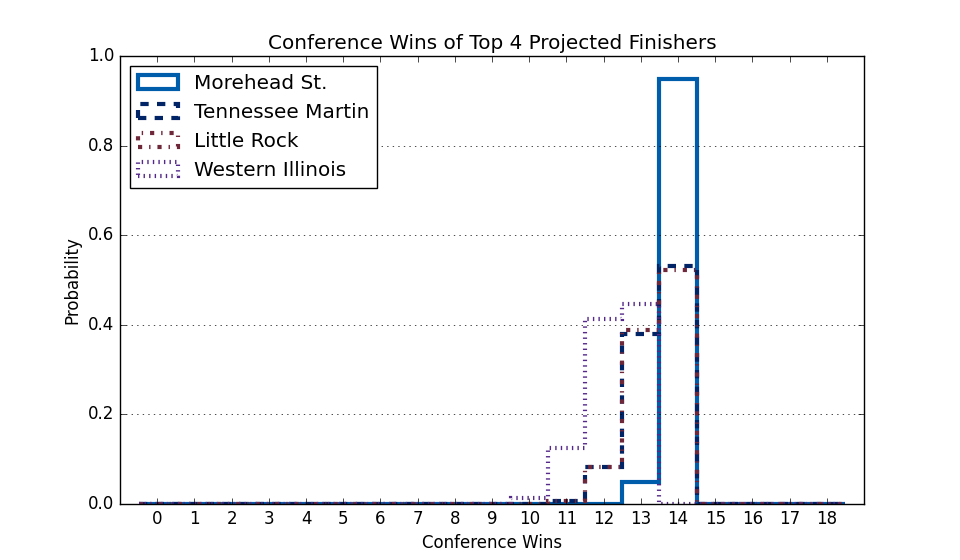 Conference Wins of Top 4 Projected Finishers
1.0
0.8
0.6
0.4
0.2
0.0
Probability
Morehead St.
Tennessee Martin
Little Rock
Western Illinois
0 1 2 3 4 5 6 7 8 9 10 11 12 13 14 15 16 17 18
Conference Wins